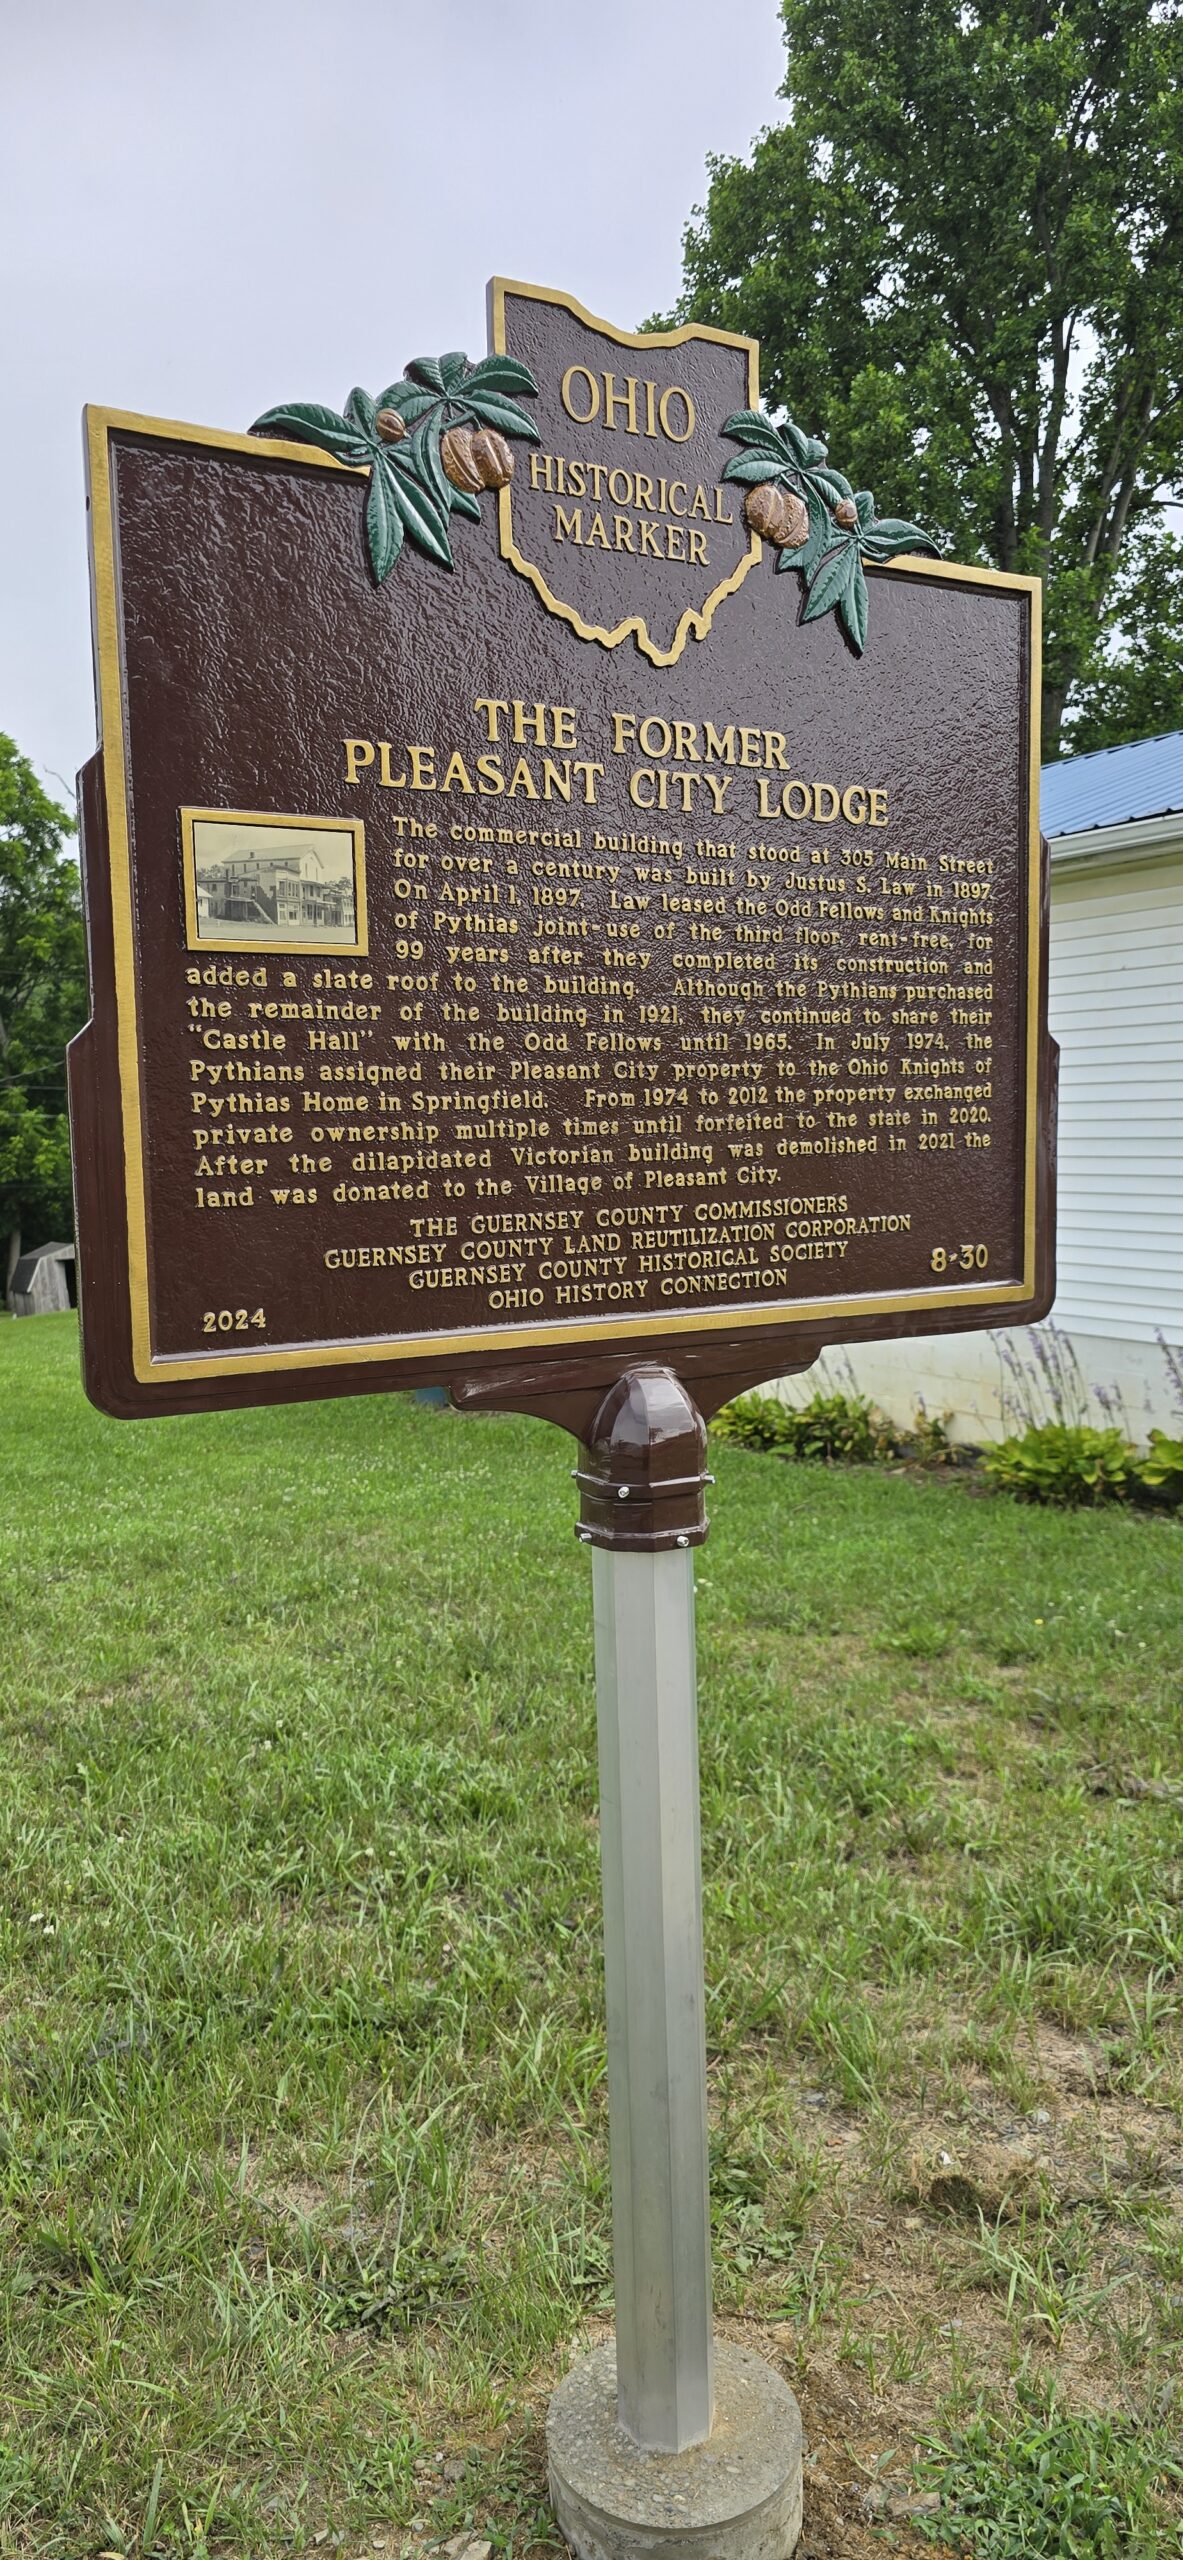 OHIO
HISTORICAL
MARKER
THE FORMER
PLEASANT CITY LODGE
The commercial building that stood at 305 Main Street
for over a century was built by Justus S. Law in 1897.
On April 1, 1897, Law leased the Odd Fellows and Knights
of Pythias joint-use of the third floor, rent-free, for
99 years after they completed its construction and
added a slate roof to the building. Although the Pythians purchased
the remainder of the building in 1921, they continued to share their
"Castle Hall" with the Odd Fellows until 1965. In July 1974, the
Pythians assigned their Pleasant City property to the Ohio Knights of
Pythias Home in Springfield. From 1974 to 2012 the property exchanged
private ownership multiple times until forfeited to the state in 2020.
After the dilapidated Victorian building was demolished in 2021 the
land was donated to the Village of Pleasant City.
THE GUERNSEY COUNTY COMMISSIONERS
GUERNSEY COUNTY LAND REUTILIZATION CORPORATION
GUERNSEY COUNTY HISTORICAL SOCIETY
OHIO HISTORY CONNECTION
8-30
2024